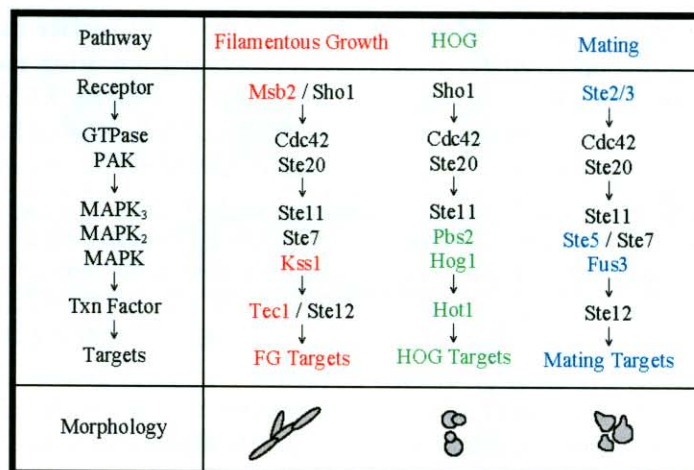 Pathway Filamentous Growth HOG Mating
Receptor Msb2 / Sho1 Sho1 Ste2/3
GTPase Cdc42 Cdc42 Cdc42
PAK Ste20 Ste20 Ste20
MAPK₃ Ste11 Ste11 Ste11
MAPK₂ Ste7 Pbs2 Ste5 / Ste7
MAPK Kss1 Hog1 Fus3
Txn Factor Tec1 / Ste12 Hot1 Ste12
Targets FG Targets HOG Targets Mating Targets
Morphology